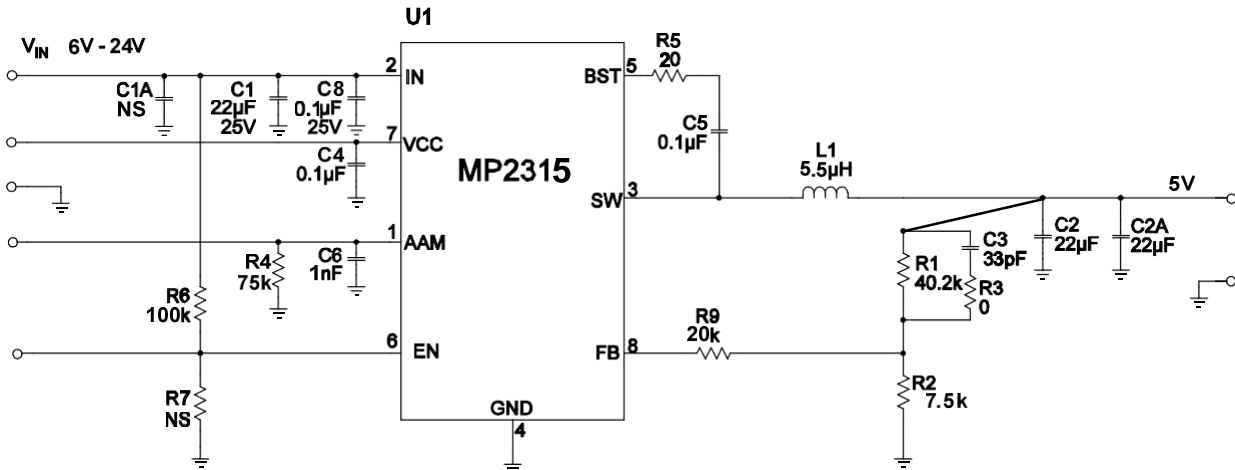 U1
V_IN 6V - 24V
C1A
NS
C1
22µF
25V
C8
0.1µF
25V
2
IN
7
VCC
C4
0.1µF
1
AAM
R4
75k
C6
1nF
R6
100k
6
EN
R7
NS
MP2315
GND
4
BST
5
R5
20
C5
0.1µF
SW
3
L1
5.5µH
5V
C2
22µF
C2A
22µF
C3
33pF
R1
40.2k
R3
0
FB
8
R9
20k
R2
7.5k